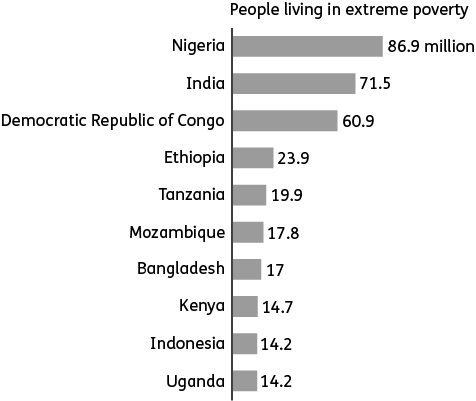 People living in extreme poverty
Nigeria 86.9 million
India 71.5
Democratic Republic of Congo 60.9
Ethiopia 23.9
Tanzania 19.9
Mozambique 17.8
Bangladesh 17
Kenya 14.7
Indonesia 14.2
Uganda 14.2